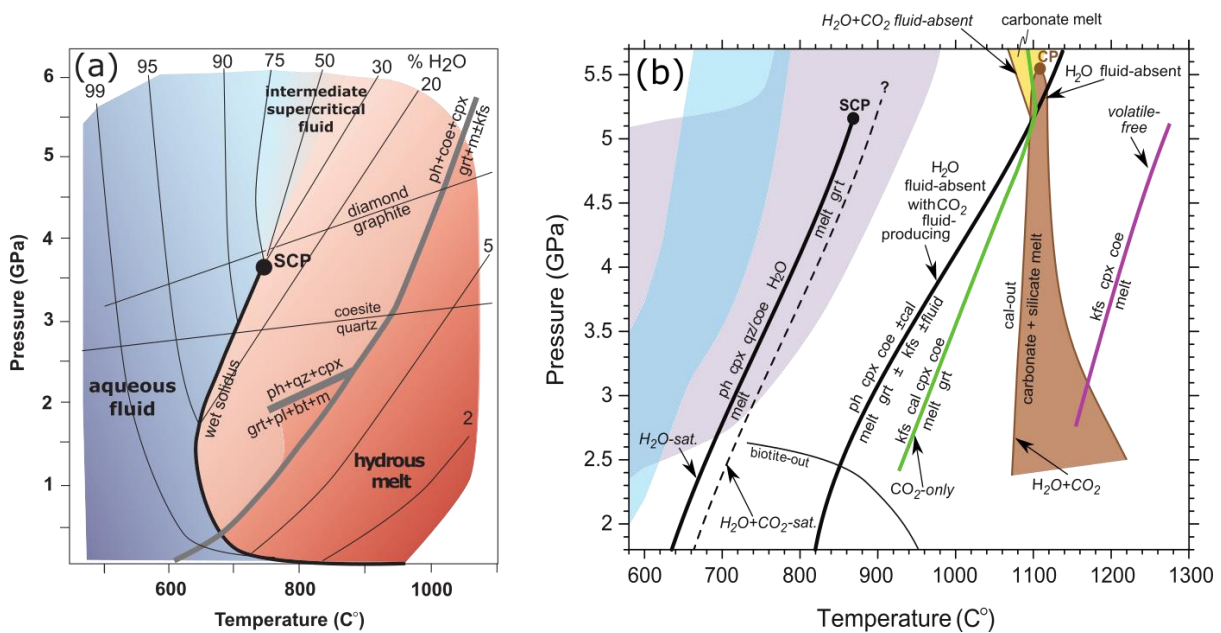 (a)
99
95
90
75
50
30
% H2O
20
intermediate
supercritical
fluid
ph+coe+cpx
grt+m±kfs
diamond
graphite
SCP
5
coesite
quartz
wet solidus
aqueous
fluid
ph+qz+cpx
grt+pl+bt+m
2
hydrous
melt
6
5
4
3
2
1
Pressure (GPa)
600
800
1000
Temperature (C°)
(b)
H2O+CO2 fluid-absent
carbonate melt
CP
H2O fluid-absent
volatile-
free
SCP
?
H2O
fluid-absent
with CO2
fluid-
producing
ph cpx qz/coe H2O
melt
melt grt
ph cpx coe ±cal
melt grt ± kfs ±fluid
kfs cal cpx coe
melt grt
cal-out
carbonate + silicate melt
kfs cpx coe
melt
H2O-sat.
biotite-out
H2O+CO2-sat.
CO2-only
H2O+CO2
5.5
5
4.5
4
3.5
3
2.5
2
Pressure (GPa)
600
700
800
900
1000
1100
1200
1300
Temperature (C°)